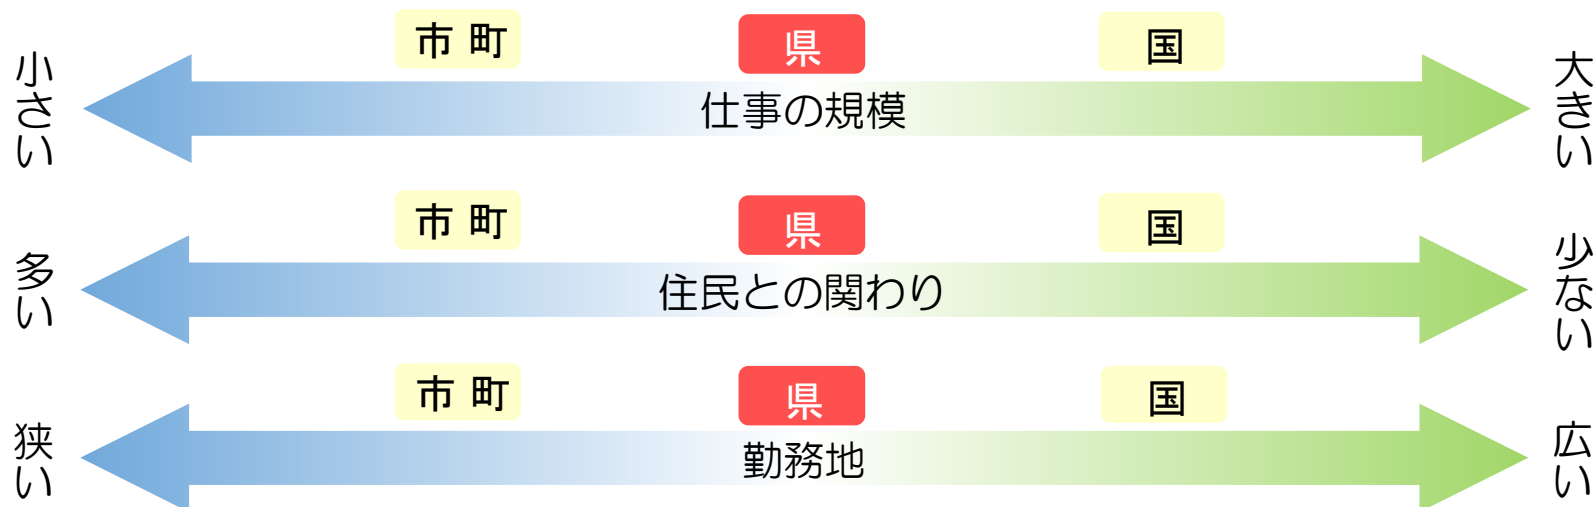 市町 県 国
小さい 仕事の規模 大きい
市町 県 国
多い 住民との関わり 少ない
市町 県 国
狭い 勤務地 広い